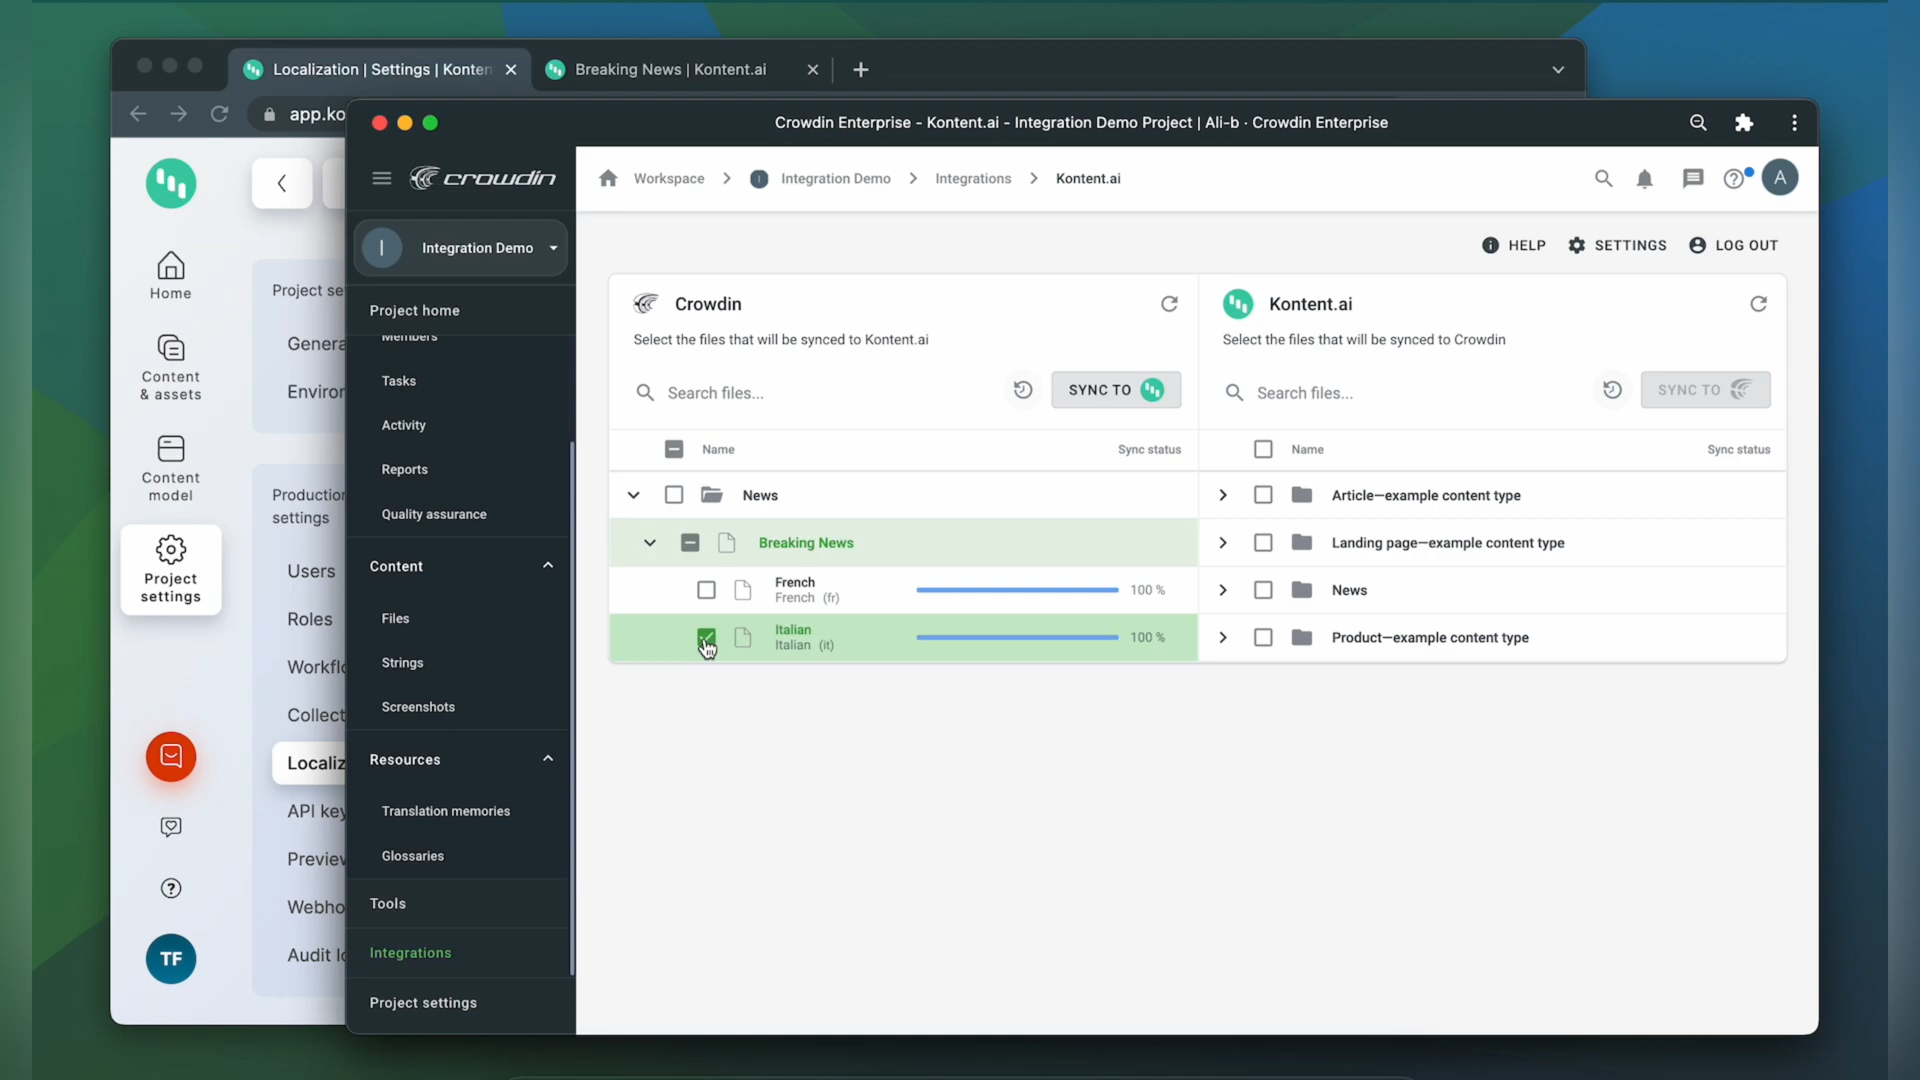 Localization | Settings | Konten
Breaking News | Kontent.ai
app.ko
Crowdin Enterprise - Kontent.ai - Integration Demo Project | Ali-b · Crowdin Enterprise
Home
Content
& assets
Content
model
Project
settings
TF
Project se
Genera
Enviror
Production
settings
Users
Roles
Workflo
Collect
Localiz
API key
Preview
Webho
Audit lo
crowdin
I
Integration Demo
Project home
Members
Tasks
Activity
Reports
Quality assurance
Content
Files
Strings
Screenshots
Resources
Translation memories
Glossaries
Tools
Integrations
Project settings
Workspace
I
Integration Demo
Integrations
Kontent.ai
A
HELP
SETTINGS
LOG OUT
Crowdin
Select the files that will be synced to Kontent.ai
Search files...
SYNC TO
Name
Sync status
News
Breaking News
French
French (fr)
100 %
Italian
Italian (it)
100 %
Kontent.ai
Select the files that will be synced to Crowdin
Search files...
SYNC TO
Name
Sync status
Article—example content type
Landing page—example content type
News
Product—example content type